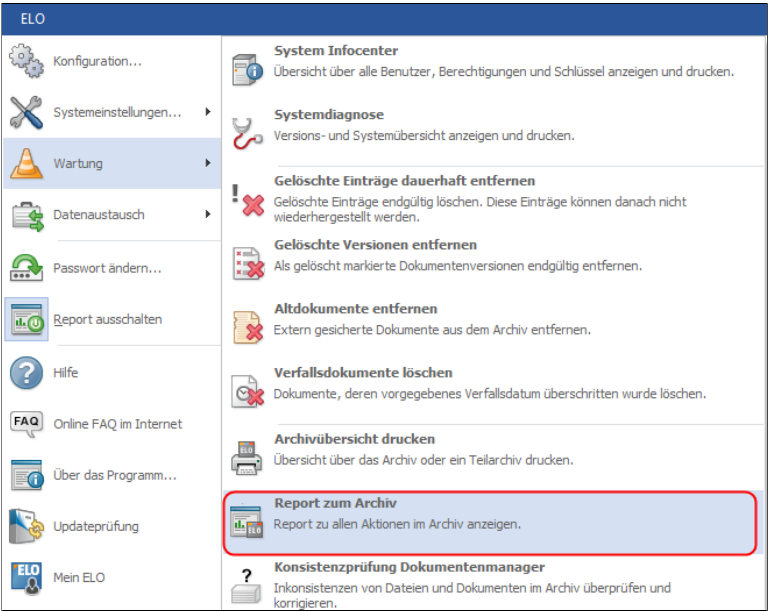 ELO
Konfiguration...
Systemeinstellungen...
Wartung
Datenaustausch
Passwort ändern...
Report ausschalten
Hilfe
FAQ
Online FAQ im Internet
Über das Programm...
Updateprüfung
ELO
Mein ELO
System Infocenter
Übersicht über alle Benutzer, Berechtigungen und Schlüssel anzeigen und drucken.
Systemdiagnose
Versions- und Systemübersicht anzeigen und drucken.
Gelöschte Einträge dauerhaft entfernen
Gelöschte Einträge endgültig löschen. Diese Einträge können danach nicht
wiederhergestellt werden.
Gelöschte Versionen entfernen
Als gelöscht markierte Dokumentenversionen endgültig entfernen.
Altdokumente entfernen
Extern gesicherte Dokumente aus dem Archiv entfernen.
Verfallsdokumente löschen
Dokumente, deren vorgegebenes Verfallsdatum überschritten wurde löschen.
ELO
Archivübersicht drucken
Übersicht über das Archiv oder ein Teilarchiv drucken.
ELO
Report zum Archiv
Report zu allen Aktionen im Archiv anzeigen.
Konsistenzprüfung Dokumentenmanager
Inkonsistenzen von Dateien und Dokumenten im Archiv überprüfen und
korrigieren.